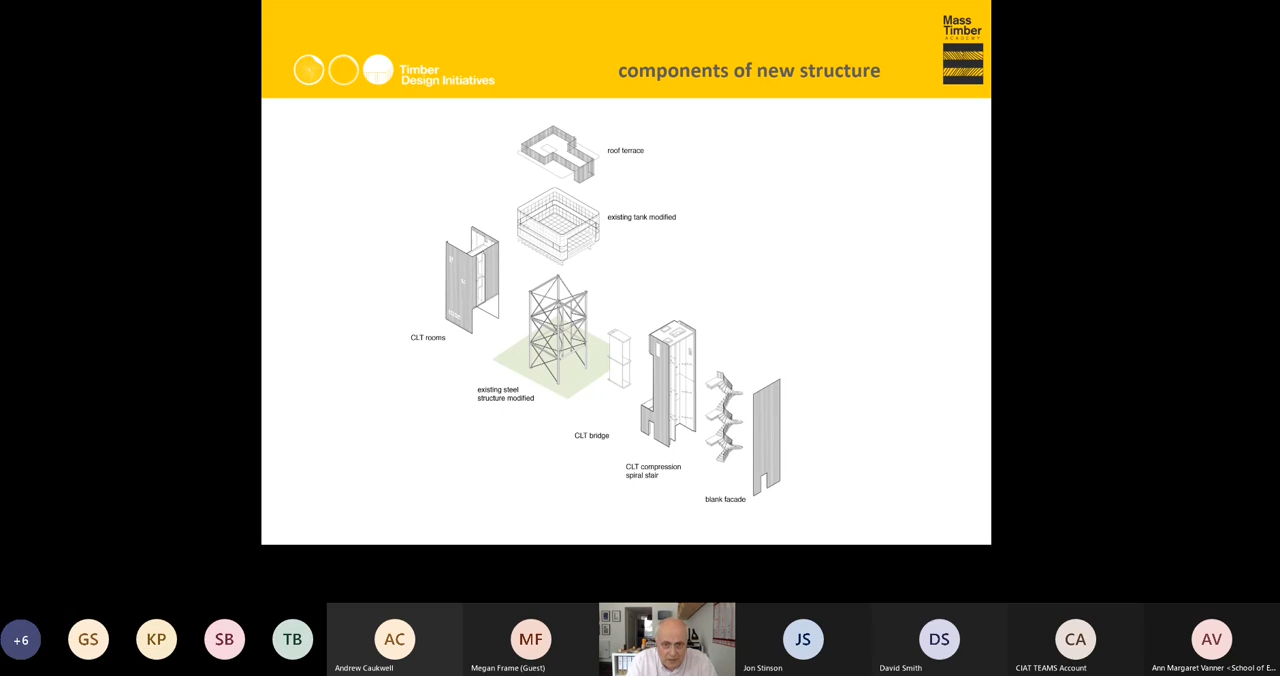 Mass
Timber
ACADEMY
Timber
Design Initiatives
components of new structure
roof terrace
existing tank modified
CLT rooms
existing steel
structure modified
CLT bridge
CLT compression
spiral stair
blank facade
+6
GS
KP
SB
TB
AC
Andrew Caukwell
MF
Megan Frame (Guest)
JS
Jon Stinson
DS
David Smith
CA
CIAT TEAMS Account
AV
Ann Margaret Vanner <School of E...